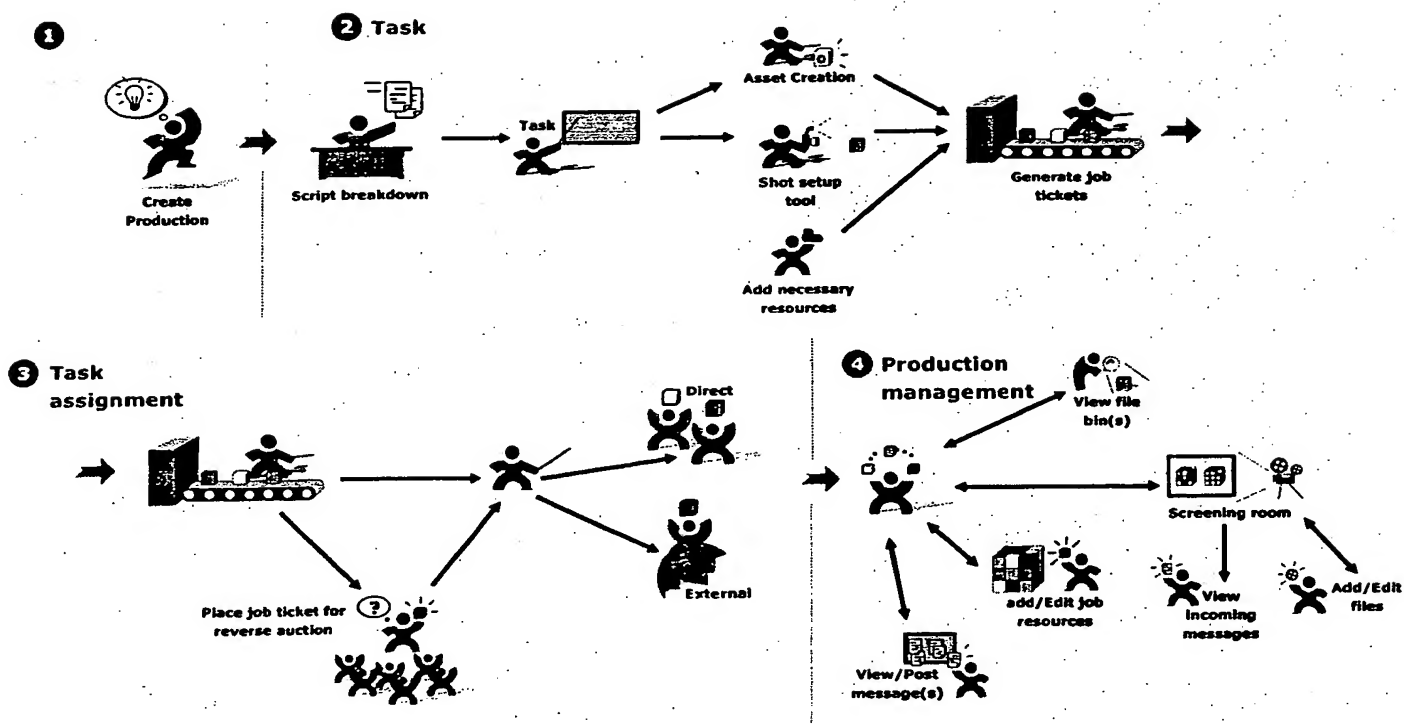 1
2 Task
Create
Production
Script breakdown
Task
Asset Creation
Shot setup
tool
Add necessary
resources
Generate job
tickets
3 Task
assignment
Place job ticket for
reverse auction
?
Direct
External
4 Production
management
View file
bin(s)
Screening room
add/Edit job
resources
View
incoming
messages
Add/Edit
files
View/Post
message(s)